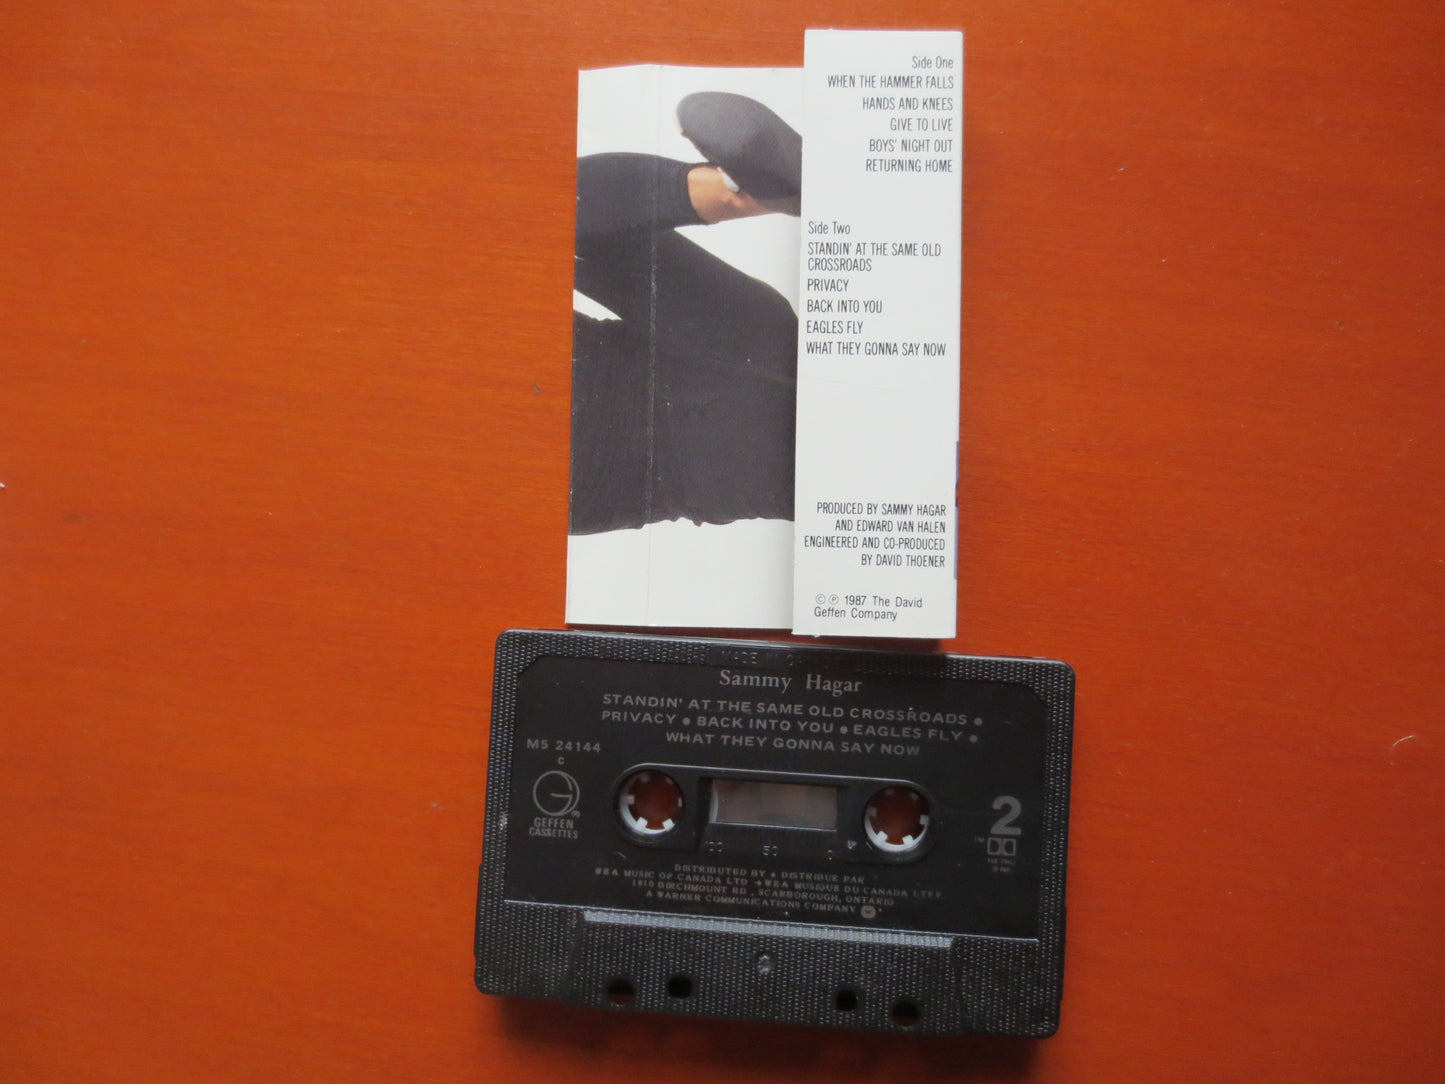 Side One
WHEN THE HAMMER FALLS
HANDS AND KNEES
GIVE TO LIVE
BOYS' NIGHT OUT
RETURNING HOME
Side Two
STANDIN' AT THE SAME OLD
CROSSROADS
PRIVACY
BACK INTO YOU
EAGLES FLY
WHAT THEY GONNA SAY NOW
PRODUCED BY SAMMY HAGAR
AND EDWARD VAN HALEN
ENGINEERED AND CO-PRODUCED
BY DAVID THOENER
© ℗ 1987 The David
Geffen Company
MADE IN
Sammy Hagar
STANDIN' AT THE SAME OLD CROSSROADS •
PRIVACY • BACK INTO YOU • EAGLES FLY •
WHAT THEY GONNA SAY NOW
M5 24144
C
GEFFEN
CASSETTES
2
100 50 0
DISTRIBUTED BY • DISTRIBUE PAR
WEA MUSIC OF CANADA LTD • WEA MUSIQUE DU CANADA LTEE
1810 BIRCHMOUNT RD , SCARBOROUGH, ONTARIO
A WARNER COMMUNICATIONS COMPANY